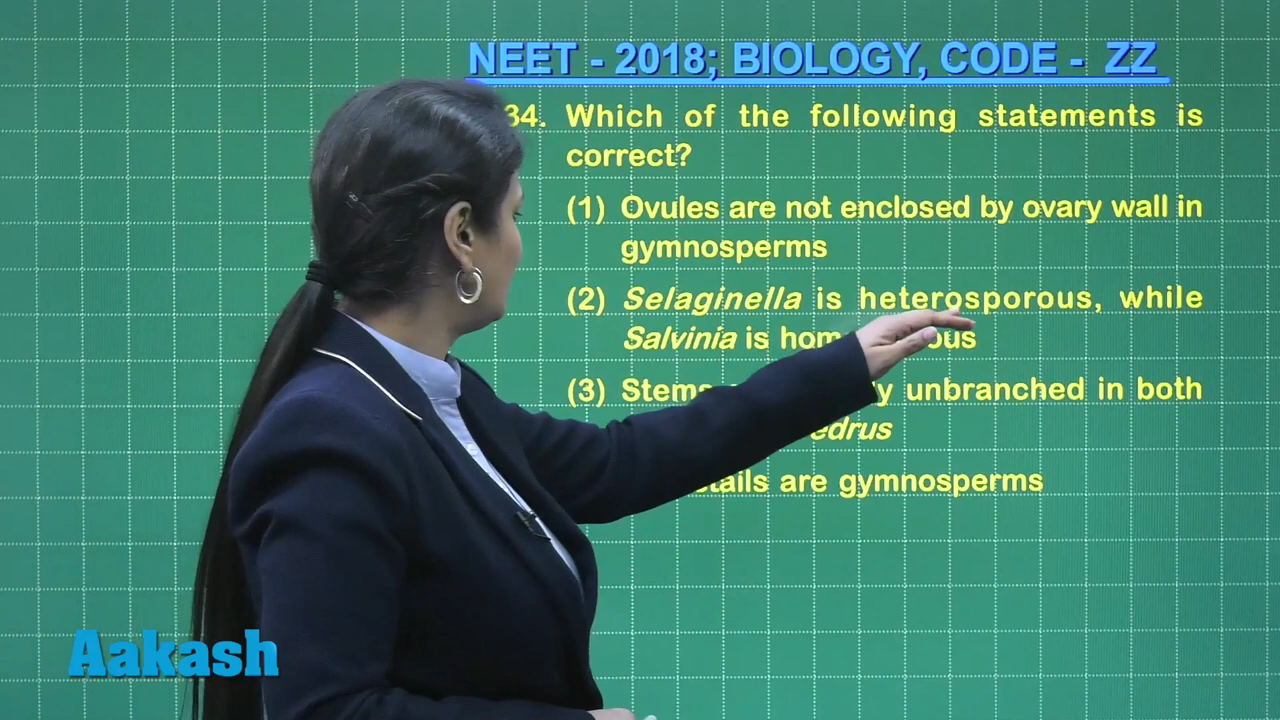 NEET - 2018; BIOLOGY, CODE - ZZ
34. Which of the following statements is
correct?
(1) Ovules are not enclosed by ovary wall in
gymnosperms
(2) Selaginella is heterosporous, while
Salvinia is
(3) Stems unbranched in both
are gymnosperms
Aakash